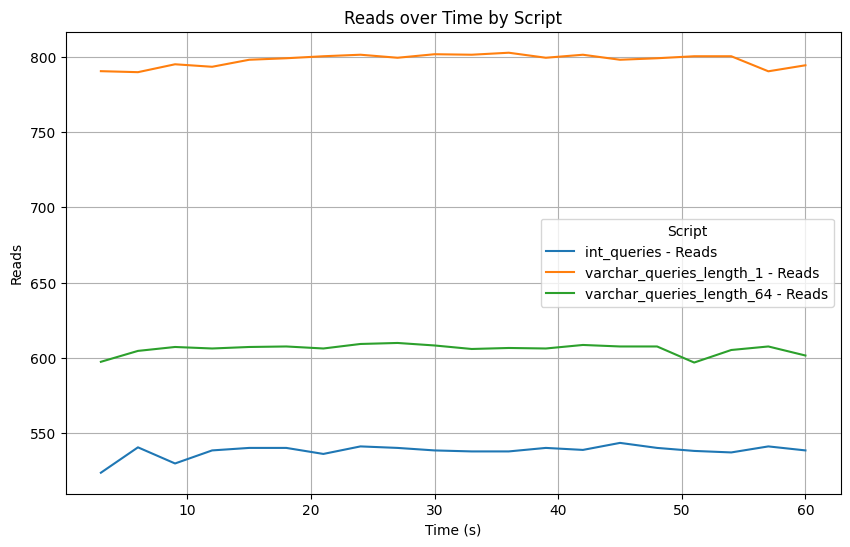 Reads over Time by Script
800
750
700
650
600
550
Reads
Script
int_queries - Reads
varchar_queries_length_1 - Reads
varchar_queries_length_64 - Reads
10
20
30
40
50
60
Time (s)